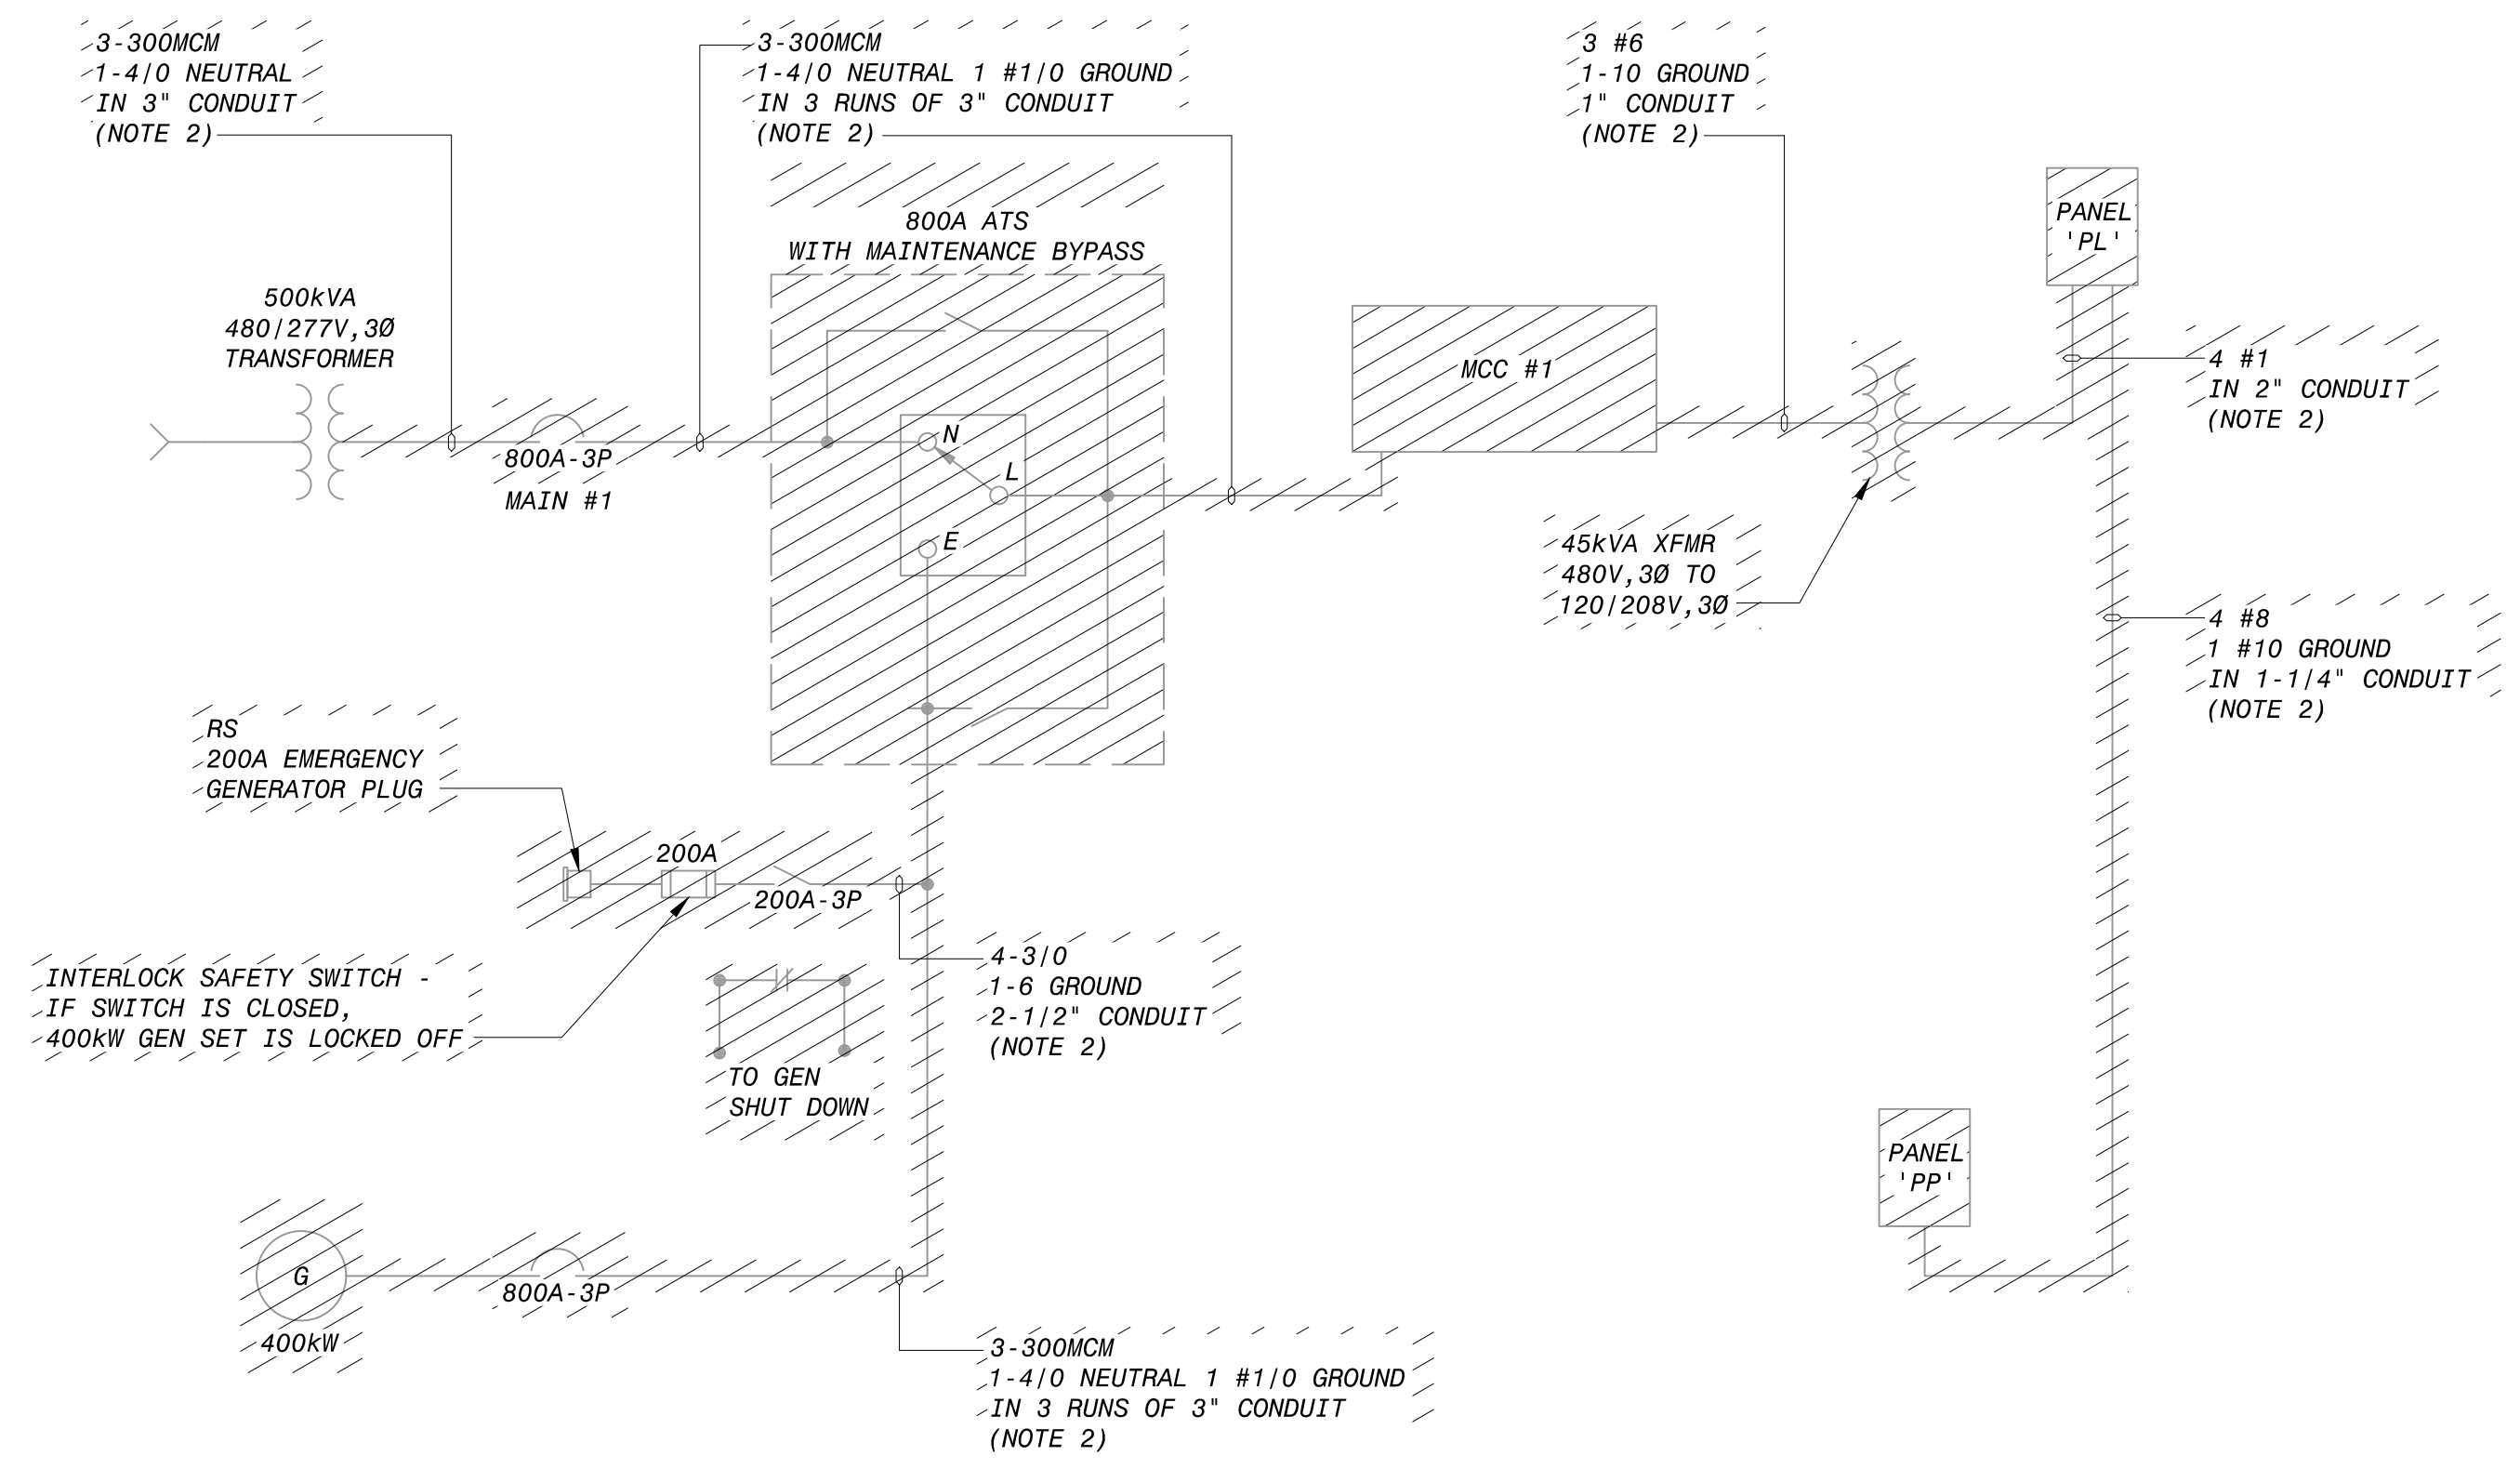 3-300MCM
1-4/0 NEUTRAL
IN 3" CONDUIT
(NOTE 2)
3-300MCM
1-4/0 NEUTRAL 1 #1/0 GROUND
IN 3 RUNS OF 3" CONDUIT
(NOTE 2)
3 #6
1-10 GROUND
1" CONDUIT
(NOTE 2)
800A ATS
WITH MAINTENANCE BYPASS
PANEL
'PL'
500kVA
480/277V,3Ø
TRANSFORMER
MCC #1
4 #1
IN 2" CONDUIT
(NOTE 2)
800A-3P
MAIN #1
N
L
E
45kVA XFMR
480V,3Ø TO
120/208V,3Ø
4 #8
1 #10 GROUND
IN 1-1/4" CONDUIT
(NOTE 2)
RS
200A EMERGENCY
GENERATOR PLUG
200A
200A-3P
INTERLOCK SAFETY SWITCH -
IF SWITCH IS CLOSED,
400kW GEN SET IS LOCKED OFF
4-3/0
1-6 GROUND
2-1/2" CONDUIT
(NOTE 2)
TO GEN
SHUT DOWN
PANEL
'PP'
G
400kW
800A-3P
3-300MCM
1-4/0 NEUTRAL 1 #1/0 GROUND
IN 3 RUNS OF 3" CONDUIT
(NOTE 2)